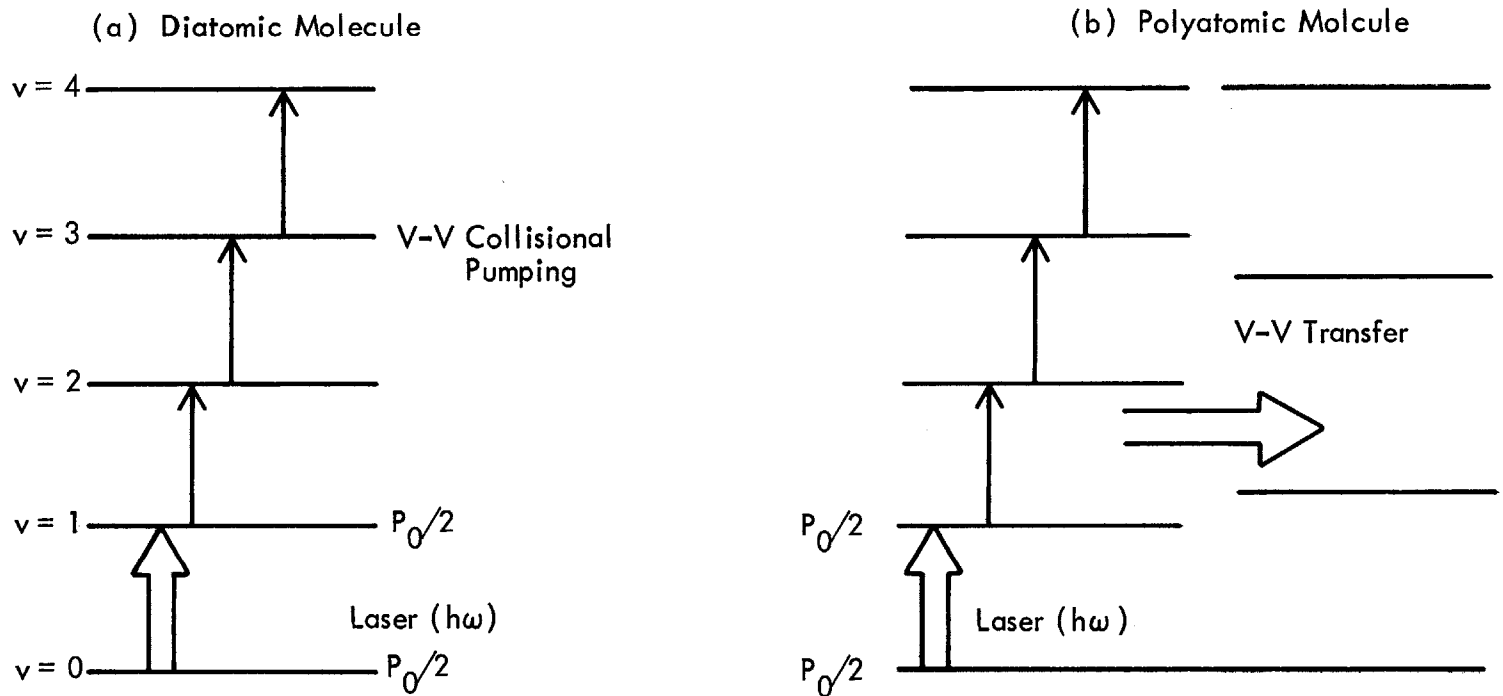 (a) Diatomic Molecule
v = 4
v = 3
V-V Collisional
Pumping
v = 2
v = 1
P₀/2
Laser (hω)
v = 0
P₀/2
(b) Polyatomic Molcule
V-V Transfer
P₀/2
Laser (hω)
P₀/2